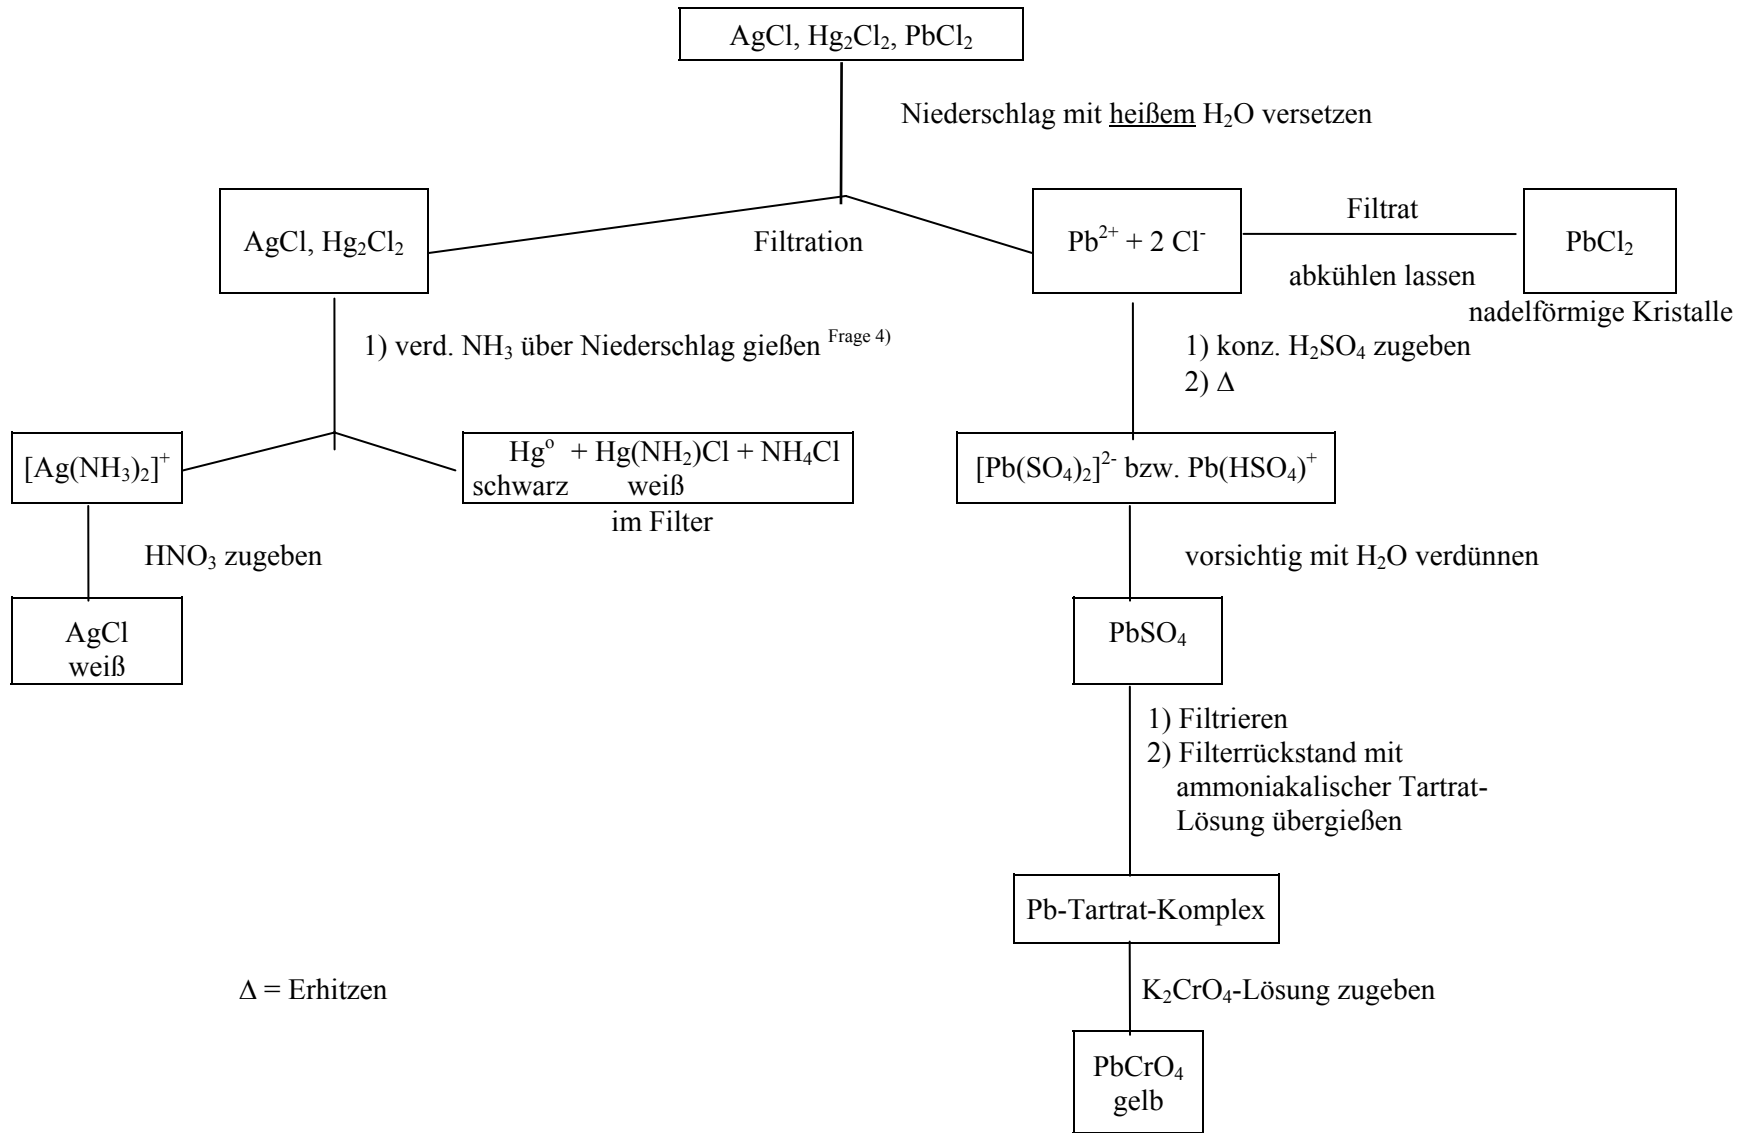 AgCl, Hg₂Cl₂, PbCl₂
Niederschlag mit heißem H₂O versetzen
AgCl, Hg₂Cl₂
Filtration
Pb²⁺ + 2 Cl⁻
Filtrat
abkühlen lassen
PbCl₂
nadelförmige Kristalle
1) verd. NH₃ über Niederschlag gießen Frage 4)
1) konz. H₂SO₄ zugeben
2) Δ
[Ag(NH₃)₂]⁺
Hg⁰ + Hg(NH₂)Cl + NH₄Cl
schwarz weiß
im Filter
[Pb(SO₄)₂]²⁻ bzw. Pb(HSO₄)⁺
HNO₃ zugeben
vorsichtig mit H₂O verdünnen
AgCl
weiß
PbSO₄
1) Filtrieren
2) Filterrückstand mit
ammoniakalischer Tartrat-
Lösung übergießen
Pb-Tartrat-Komplex
Δ = Erhitzen
K₂CrO₄-Lösung zugeben
PbCrO₄
gelb